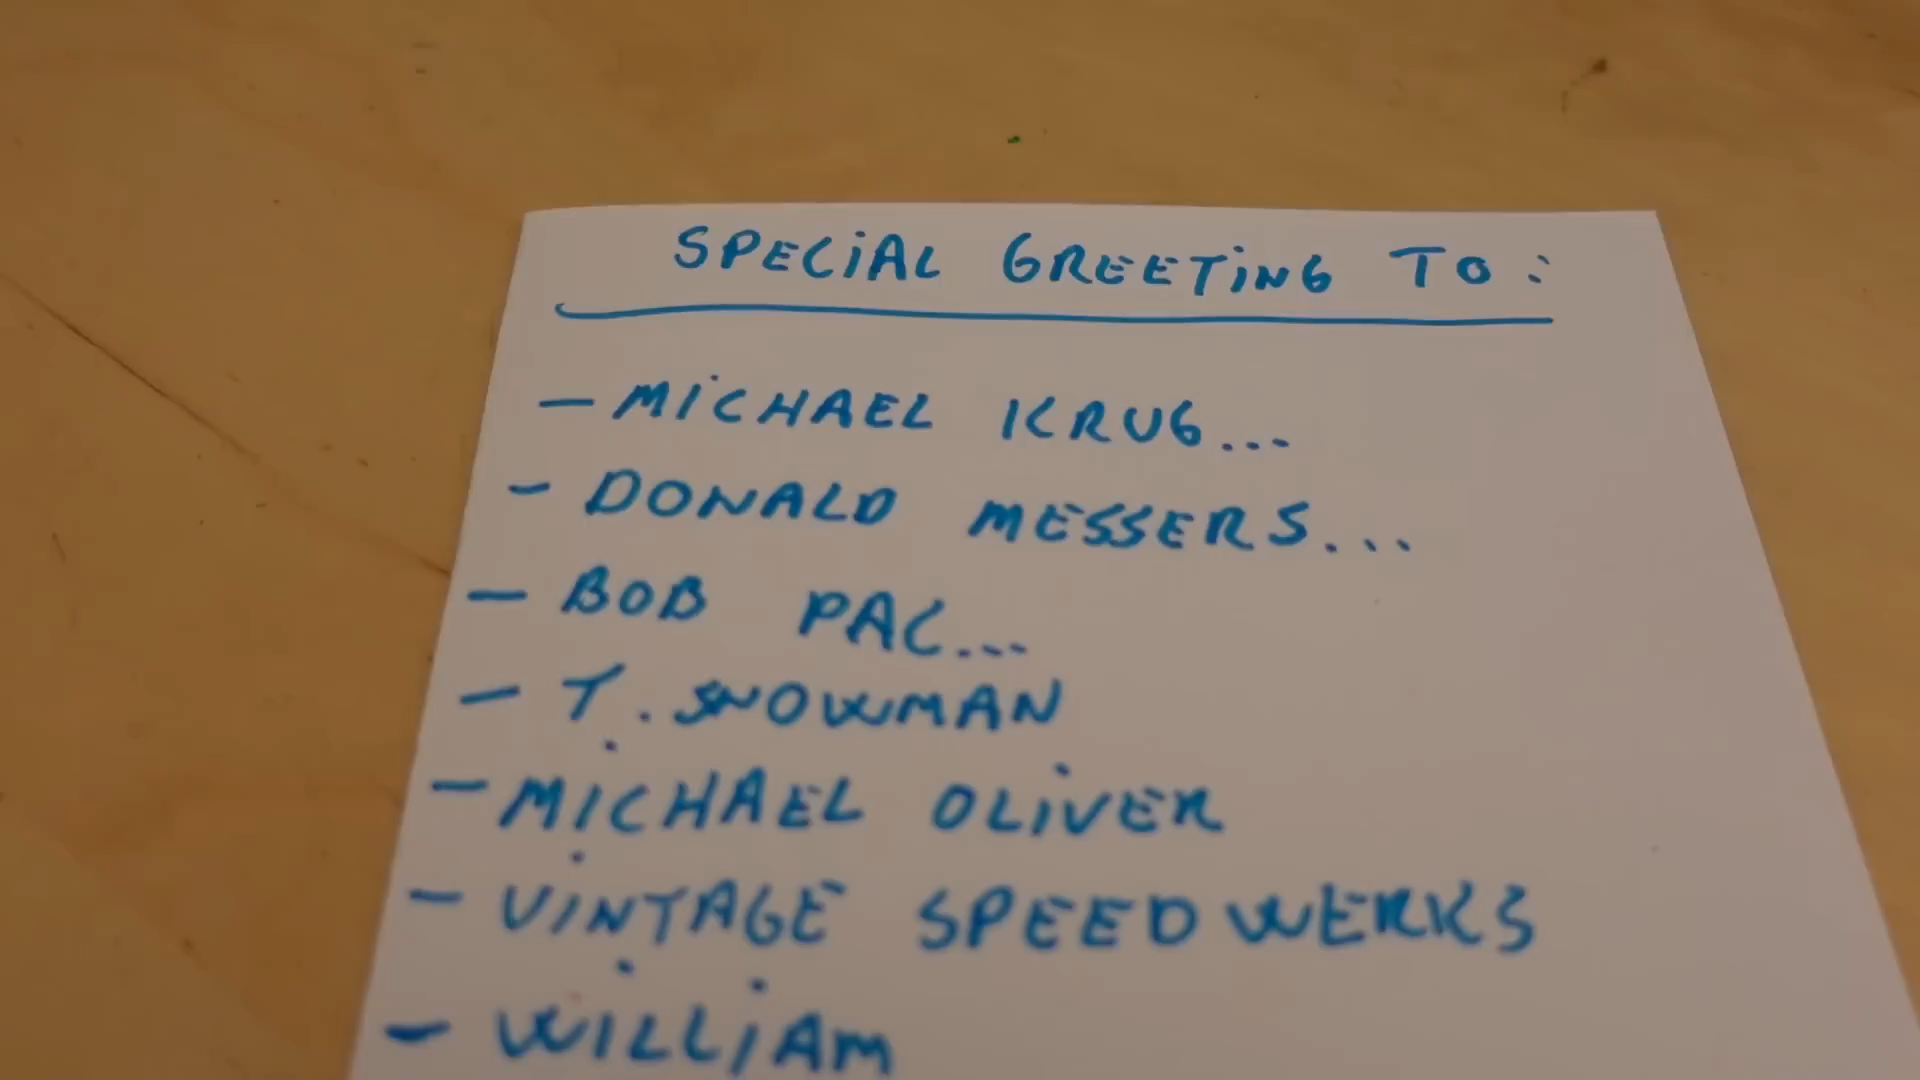 SPECiAL GREETiNG TO:
- MiCHAEL KRUG...
- DONALD MESSERS...
- BOB PAC...
- T. SNOWMAN
- MiCHAEL OLiVER
- ViNTAGE SPEEDWERKS
- WiLLiAM